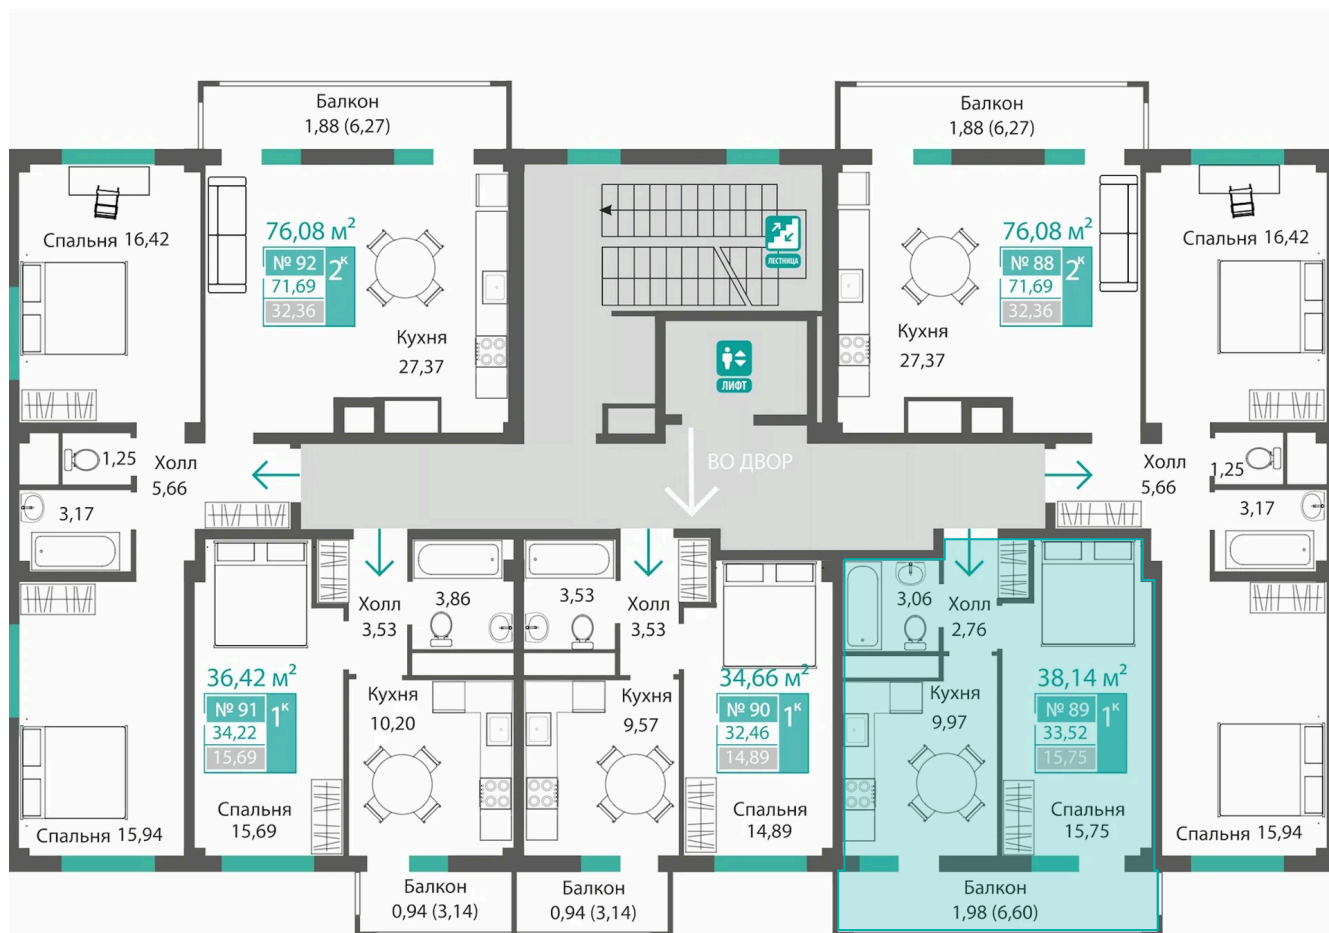 Балкон
1,88 (6,27)
Балкон
1,88 (6,27)
Спальня 16,42
76,08 м²
№ 92
2К
71,69
32,36
Кухня
27,37
ЛЕСТНИЦА
ЛИФТ
76,08 м²
№ 88
2К
71,69
32,36
Кухня
27,37
Спальня 16,42
1,25
Холл
5,66
3,17
ВО ДВОР
Холл
5,66
1,25
3,17
Холл
3,53
3,86
3,53
Холл
3,53
3,06
Холл
2,76
36,42 м²
№ 91
1К
34,22
15,69
Кухня
10,20
Кухня
9,57
34,66 м²
№ 90
1К
32,46
14,89
Кухня
9,97
38,14 м²
№ 89
1К
33,52
15,75
Спальня 15,94
Спальня
15,69
Спальня
14,89
Спальня
15,75
Спальня 15,94
Балкон
0,94 (3,14)
Балкон
0,94 (3,14)
Балкон
1,98 (6,60)